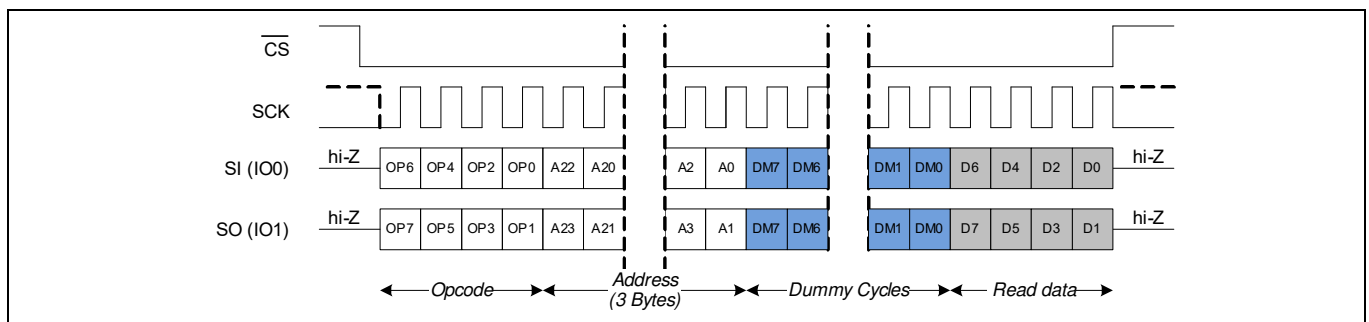 CS
SCK
SI (IO0) hi-Z OP6 OP4 OP2 OP0 A22 A20 A2 A0 DM7 DM6 DM1 DM0 D6 D4 D2 D0 hi-Z
SO (IO1) hi-Z OP7 OP5 OP3 OP1 A23 A21 A3 A1 DM7 DM6 DM1 DM0 D7 D5 D3 D1 hi-Z
Opcode Address Dummy Cycles Read data
(3 Bytes)